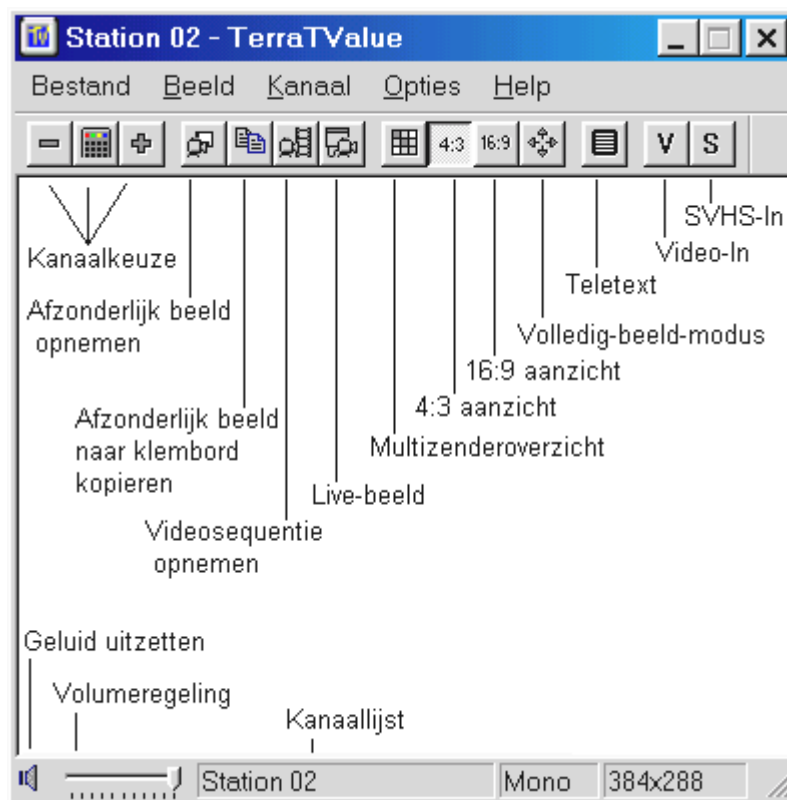 Station 02 - TerraTValue
Bestand Beeld Kanaal Opties Help
4:3 16:9 V S
SVHS-In
Kanaalkeuze
Video-In
Teletext
Afzonderlijk beeld
opnemen
Volledig-beeld-modus
16:9 aanzicht
4:3 aanzicht
Afzonderlijk beeld
naar klembord
kopieren
Multizenderoverzicht
Live-beeld
Videosequentie
opnemen
Geluid uitzetten
Volumeregeling
Kanaallijst
Station 02 Mono 384x288